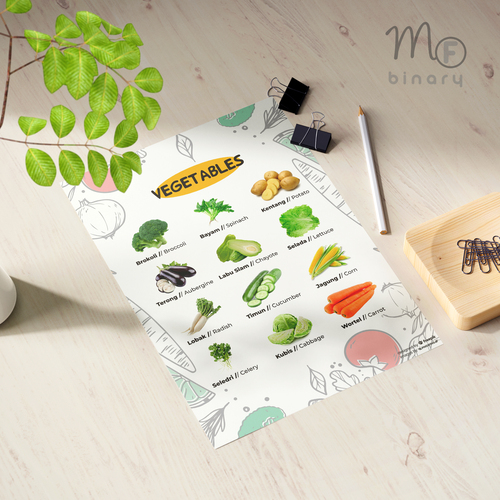 MF
binary
VEGETABLES
Brokoli // Broccoli
Bayam // Spinach
Kentang // Potato
Terong // Aubergine
Labu Siam // Chayote
Selada // Lettuce
Lobak // Radish
Timun // Cucumber
Jagung // Corn
Seledri // Celery
Kubis // Cabbage
Wortel // Carrot